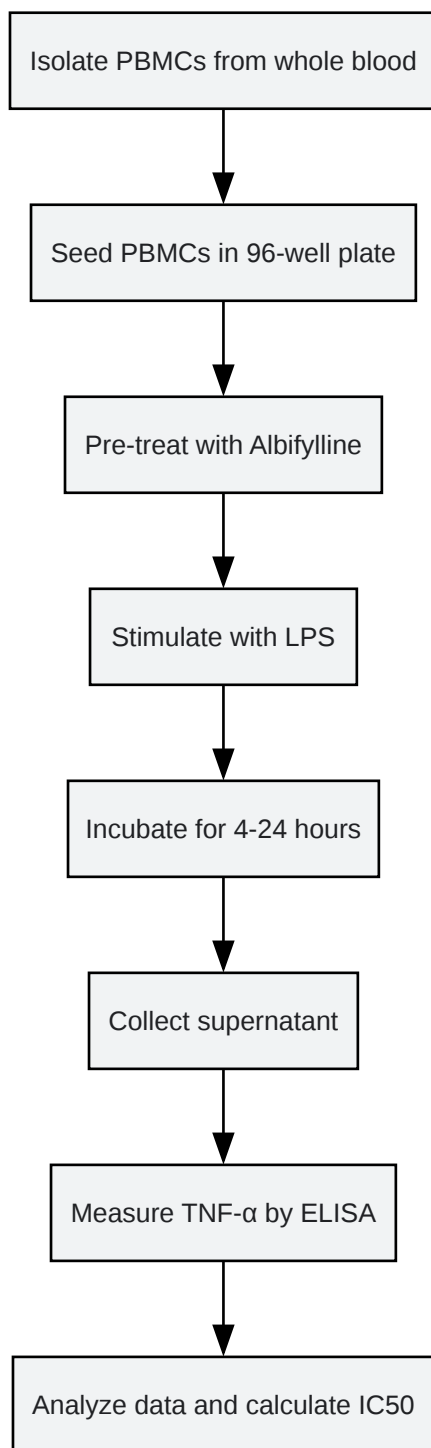 Isolate PBMCs from whole blood
Seed PBMCs in 96-well plate
Pre-treat with Albifylline
Stimulate with LPS
Incubate for 4-24 hours
Collect supernatant
Measure TNF-α by ELISA
Analyze data and calculate IC50